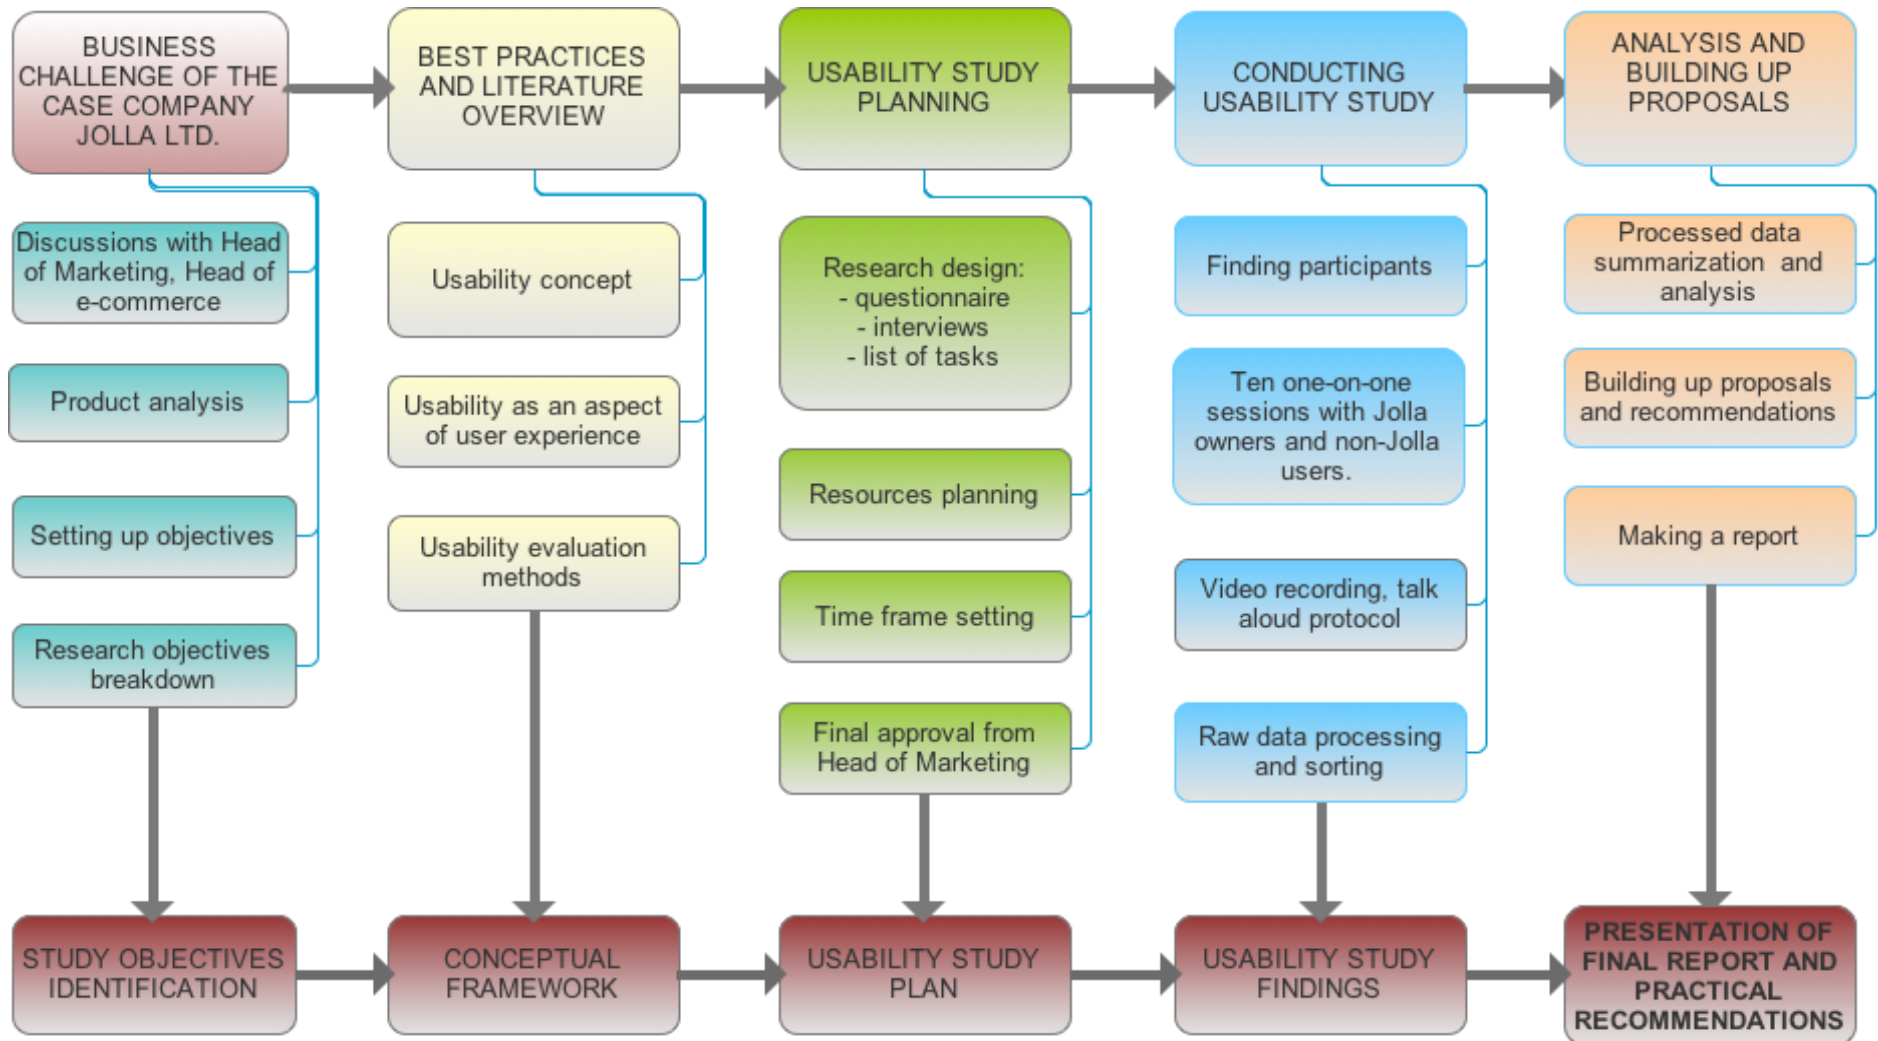 BUSINESS
CHALLENGE OF THE
CASE COMPANY
JOLLA LTD.
BEST PRACTICES
AND LITERATURE
OVERVIEW
USABILITY STUDY
PLANNING
CONDUCTING
USABILITY STUDY
ANALYSIS AND
BUILDING UP
PROPOSALS
Discussions with Head
of Marketing, Head of
e-commerce
Product analysis
Setting up objectives
Research objectives
breakdown
Usability concept
Usability as an aspect
of user experience
Usability evaluation
methods
Research design:
- questionnaire
- interviews
- list of tasks
Resources planning
Time frame setting
Final approval from
Head of Marketing
Finding participants
Ten one-on-one
sessions with Jolla
owners and non-Jolla
users.
Video recording, talk
aloud protocol
Raw data processing
and sorting
Processed data
summarization and
analysis
Building up proposals
and recommendations
Making a report
STUDY OBJECTIVES
IDENTIFICATION
CONCEPTUAL
FRAMEWORK
USABILITY STUDY
PLAN
USABILITY STUDY
FINDINGS
PRESENTATION OF
FINAL REPORT AND
PRACTICAL
RECOMMENDATIONS